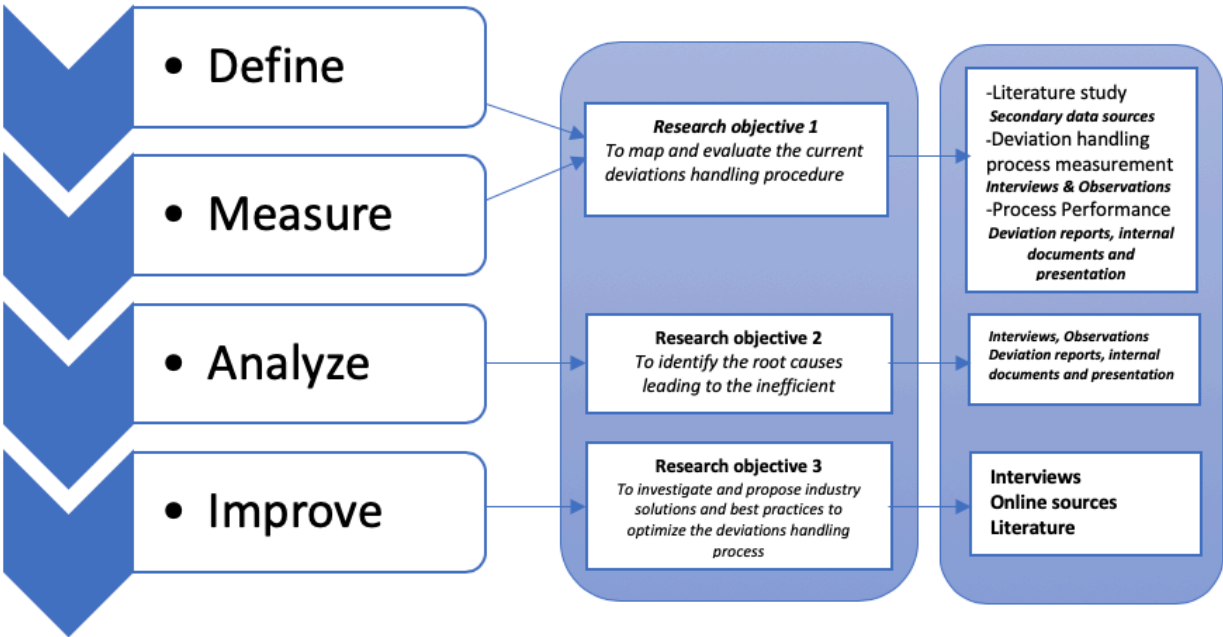 • Define
• Measure
• Analyze
• Improve
Research objective 1
To map and evaluate the current
deviations handling procedure
Research objective 2
To identify the root causes
leading to the inefficient
Research objective 3
To investigate and propose industry
solutions and best practices to
optimize the deviations handling
process
-Literature study
Secondary data sources
-Deviation handling
process measurement
Interviews & Observations
-Process Performance
Deviation reports, internal
documents and
presentation
Interviews, Observations
Deviation reports, internal
documents and presentation
Interviews
Online sources
Literature